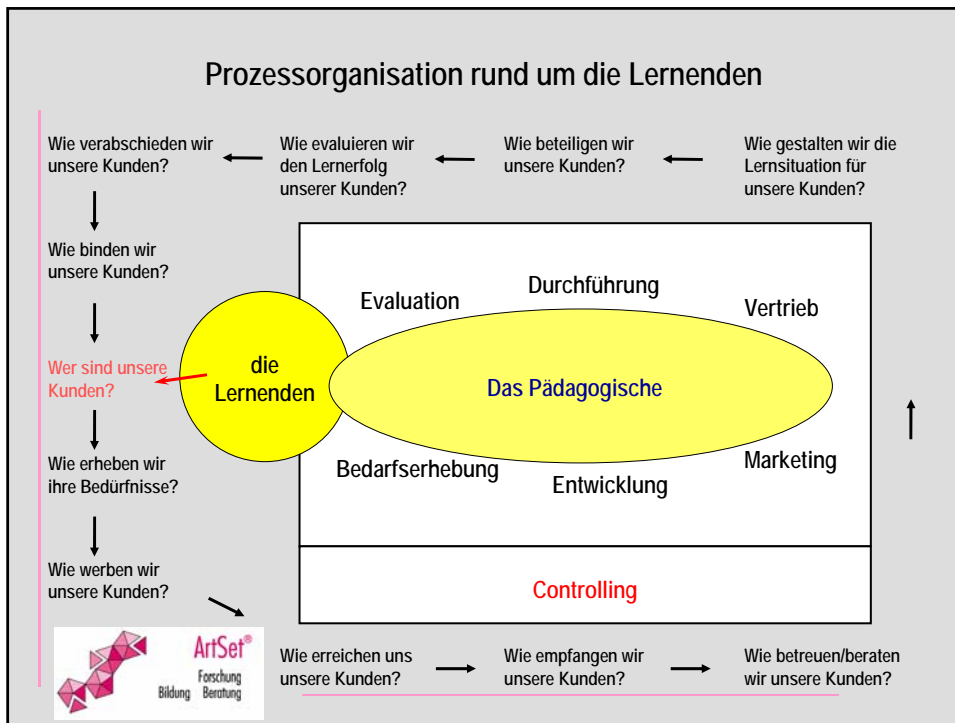 Prozessorganisation rund um die Lernenden
Wie verabschieden wir
unsere Kunden?
Wie evaluieren wir
den Lernerfolg
unserer Kunden?
Wie beteiligen wir
unsere Kunden?
Wie gestalten wir die
Lernsituation für
unsere Kunden?
Wie binden wir
unsere Kunden?
Wer sind unsere
Kunden?
Wie erheben wir
ihre Bedürfnisse?
Wie werben wir
unsere Kunden?
die
Lernenden
Evaluation
Durchführung
Vertrieb
Das Pädagogische
Bedarfserhebung
Entwicklung
Marketing
Controlling
ArtSet®
Forschung
Bildung Beratung
Wie erreichen uns
unsere Kunden?
Wie empfangen wir
unsere Kunden?
Wie betreuen/beraten
wir unsere Kunden?